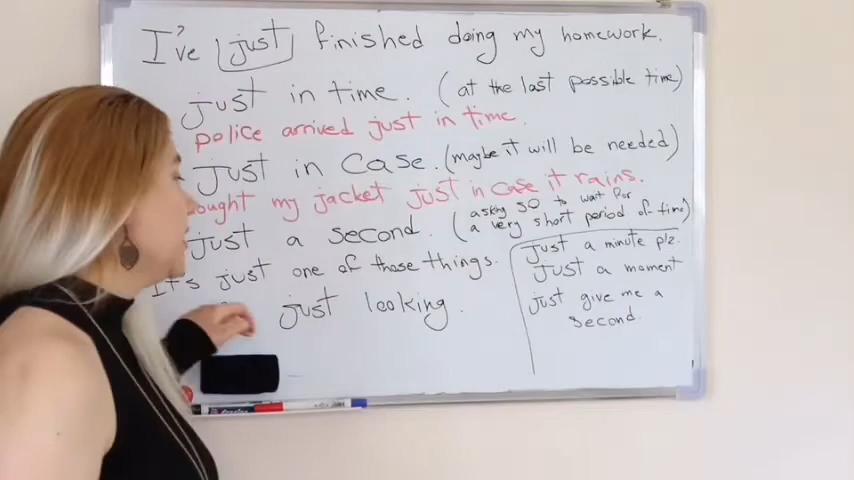 I've just finished doing my homework.
just in time. (at the last possible time)
police arrived just in time.
just in case. (maybe it will be needed)
ought my jacket just in case it rains.
just a second. (asking SO to wait for
a very short period of time)
It's just one of those things.
just looking.
just a minute plz.
Just a moment
just give me a
second.